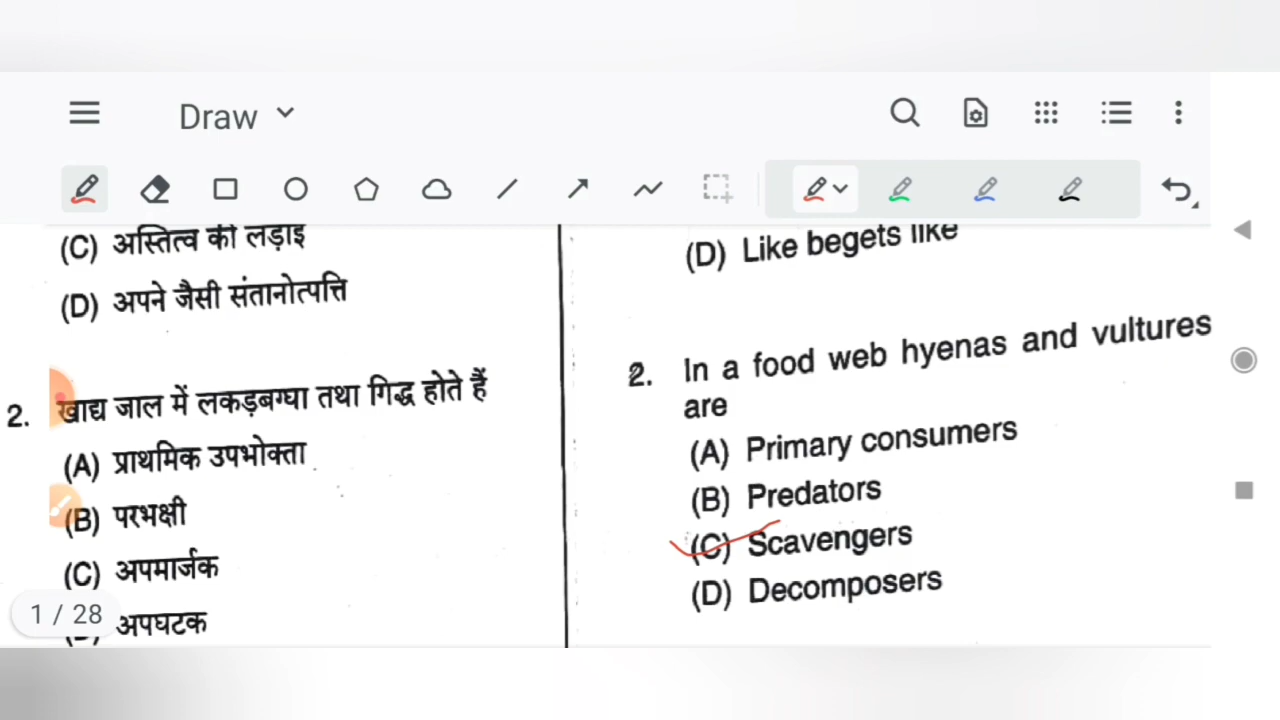 Draw
(C) अस्तित्व की लड़ाई
(D) अपने जैसी संतानोत्पत्ति
2. खाद्य जाल में लकड़बग्घा तथा गिद्ध होते हैं
(A) प्राथमिक उपभोक्ता
(B) परभक्षी
(C) अपमार्जक
(D) अपघटक
1 / 28
(D) Like begets like
2. In a food web hyenas and vultures
are
(A) Primary consumers
(B) Predators
(C) Scavengers
(D) Decomposers